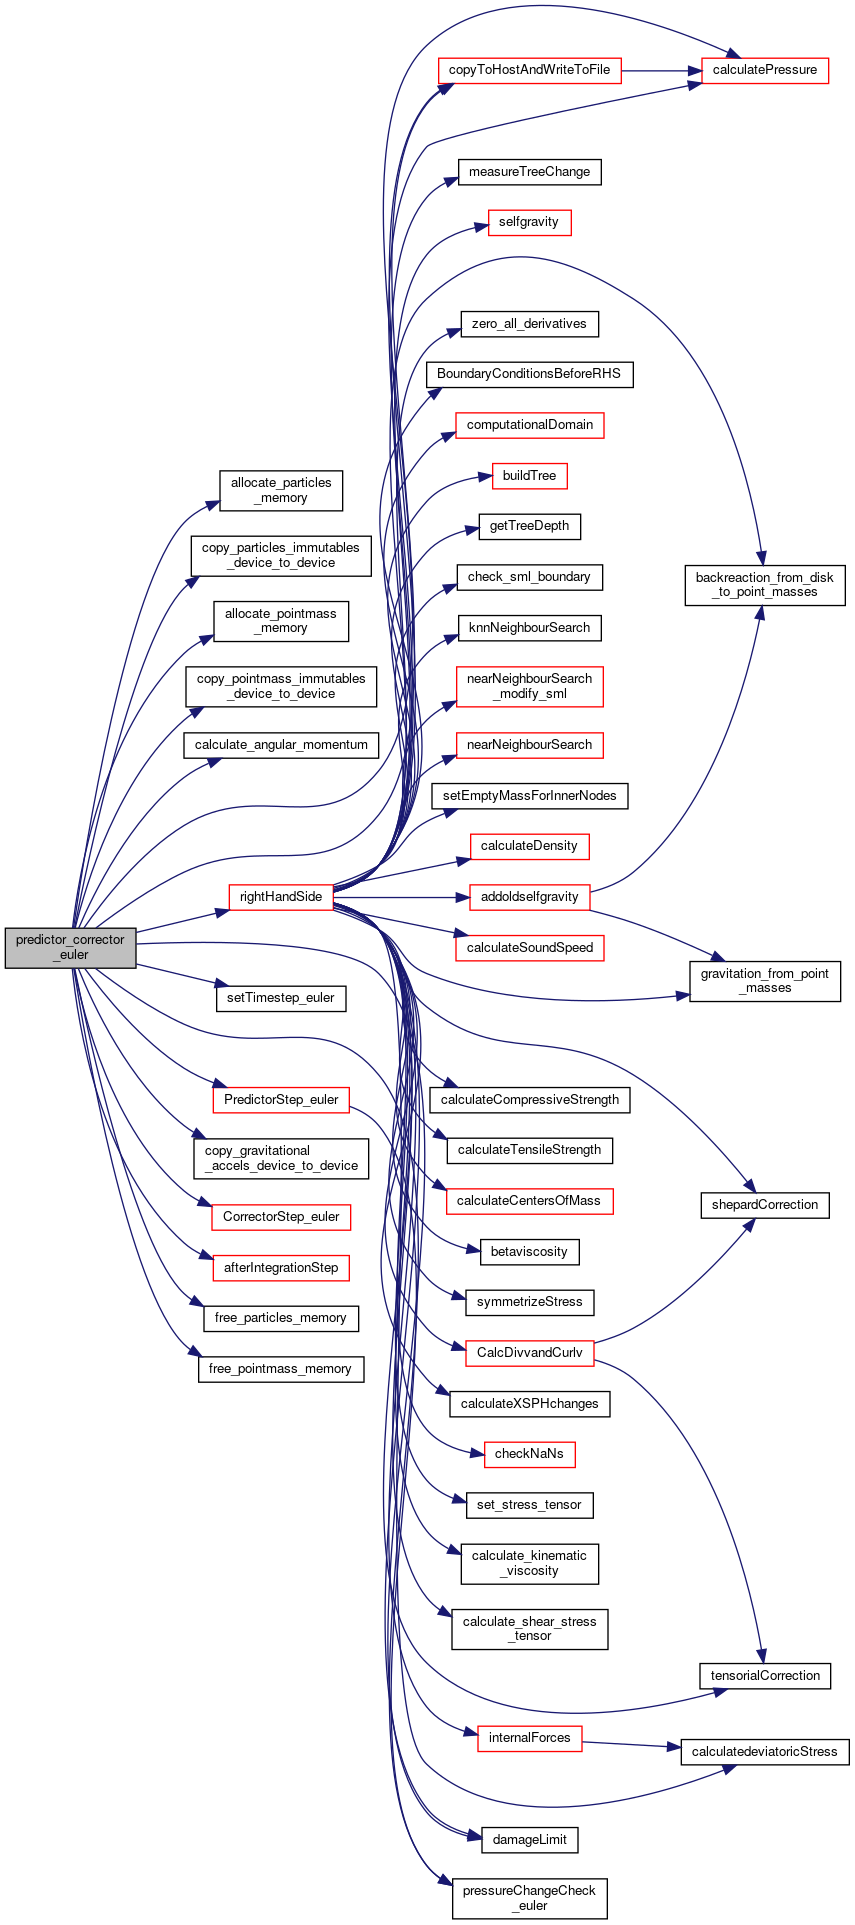 predictor_corrector
_euler
allocate_particles
_memory
copy_particles_immutables
_device_to_device
allocate_pointmass
_memory
copy_pointmass_immutables
_device_to_device
calculate_angular_momentum
rightHandSide
setTimestep_euler
PredictorStep_euler
copy_gravitational
_accels_device_to_device
CorrectorStep_euler
afterIntegrationStep
free_particles_memory
free_pointmass_memory
copyToHostAndWriteToFile
measureTreeChange
selfgravity
zero_all_derivatives
BoundaryConditionsBeforeRHS
computationalDomain
buildTree
getTreeDepth
check_sml_boundary
knnNeighbourSearch
nearNeighbourSearch
_modify_sml
nearNeighbourSearch
setEmptyMassForInnerNodes
calculateDensity
addoldselfgravity
calculateSoundSpeed
calculateCompressiveStrength
calculateTensileStrength
calculateCentersOfMass
betaviscosity
symmetrizeStress
CalcDivvandCurlv
calculateXSPHchanges
checkNaNs
set_stress_tensor
calculate_kinematic
_viscosity
calculate_shear_stress
_tensor
internalForces
damageLimit
pressureChangeCheck
_euler
calculatePressure
backreaction_from_disk
_to_point_masses
gravitation_from_point
_masses
shepardCorrection
tensorialCorrection
calculatedeviatoricStress